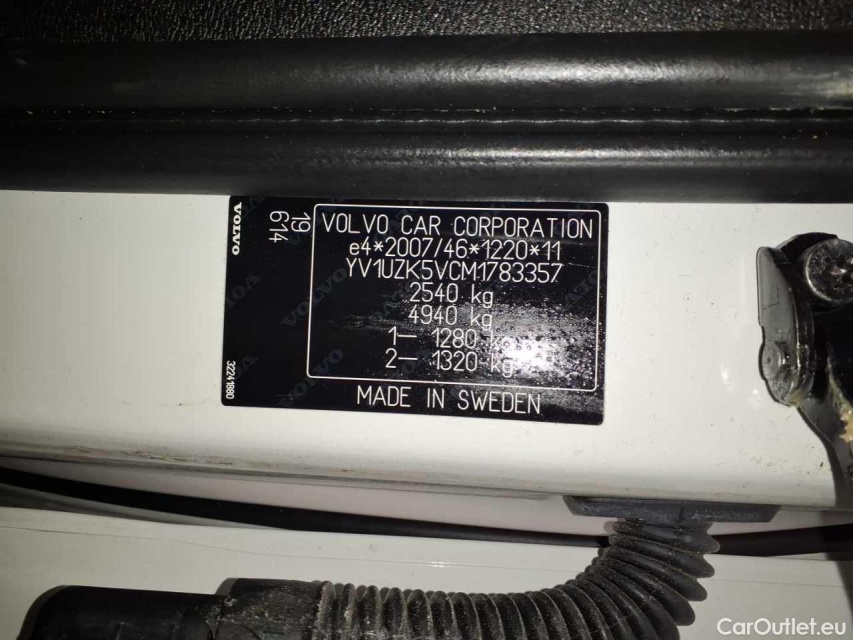 VOLVO
19
614
32241880
VOLVO CAR CORPORATION
e4*2007/46*1220*11
YV1UZK5VCM1783357
2540 kg
4940 kg
1— 1280 kg
2— 1320 kg
MADE IN SWEDEN
CarOutlet.eu